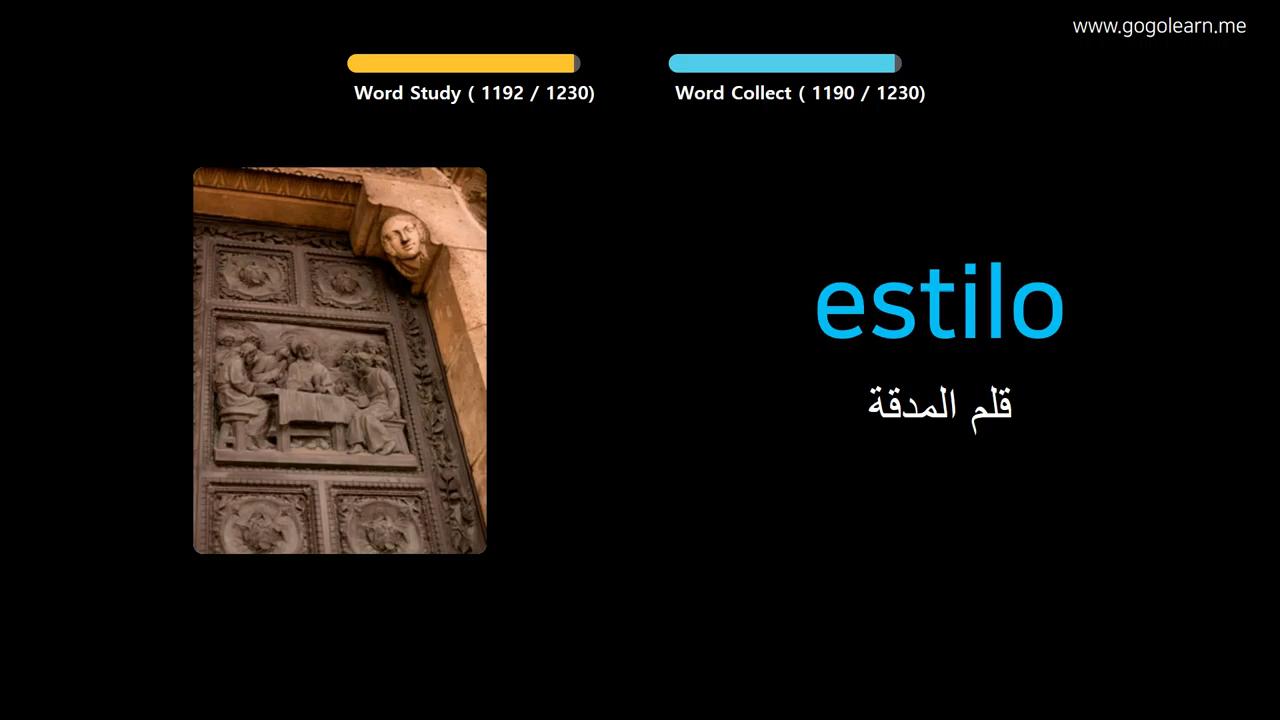 www.gogolearn.me
Word Study ( 1192 / 1230)
Word Collect ( 1190 / 1230)
estilo
قلم المدقة